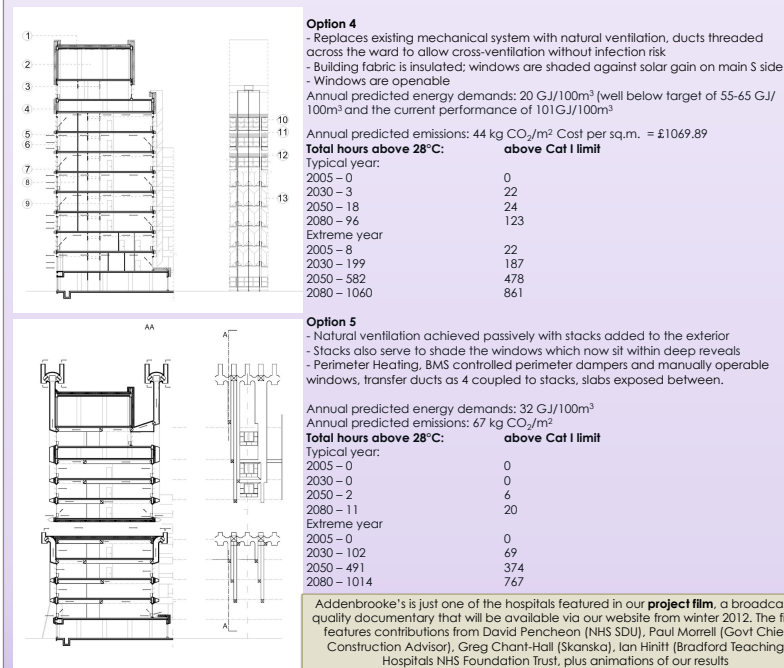 Option 4
- Replaces existing mechanical system with natural ventilation, ducts threaded
across the ward to allow cross-ventilation without infection risk
- Building fabric is insulated; windows are shaded against solar gain on main S side
- Windows are openable
Annual predicted energy demands: 20 GJ/100m³ (well below target of 55-65 GJ/
100m³ and the current performance of 101GJ/100m³
Annual predicted emissions: 44 kg CO₂/m² Cost per sq.m. = £1069.89
Total hours above 28°C: above Cat I limit
Typical year:
2005 – 0 0
2030 – 3 22
2050 – 18 24
2080 – 96 123
Extreme year
2005 – 8 22
2030 – 199 187
2050 – 582 478
2080 – 1060 861
1
2
3
4
5
6
7
8
9
10
11
12
13
Option 5
- Natural ventilation achieved passively with stacks added to the exterior
- Stacks also serve to shade the windows which now sit within deep reveals
- Perimeter Heating, BMS controlled perimeter dampers and manually operable
windows, transfer ducts as 4 coupled to stacks, slabs exposed between.
Annual predicted energy demands: 32 GJ/100m³
Annual predicted emissions: 67 kg CO₂/m²
Total hours above 28°C: above Cat I limit
Typical year:
2005 – 0 0
2030 – 0 0
2050 – 2 6
2080 – 11 20
Extreme year
2005 – 0 0
2030 – 102 69
2050 – 491 374
2080 – 1014 767
AA
A
A
Addenbrooke's is just one of the hospitals featured in our project film, a broadca
quality documentary that will be available via our website from winter 2012. The fi
features contributions from David Pencheon (NHS SDU), Paul Morrell (Govt Chie
Construction Advisor), Greg Chant-Hall (Skanska), Ian Hinitt (Bradford Teaching
Hospitals NHS Foundation Trust, plus animations of our results